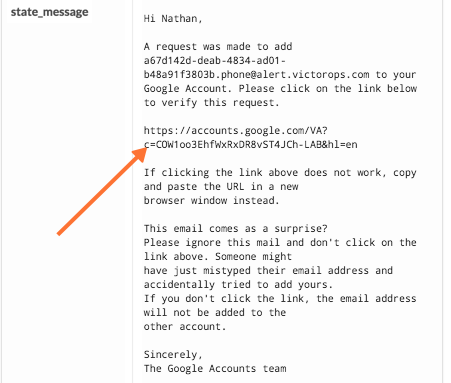 state_message
Hi Nathan,
A request was made to add
a67d142d-deab-4834-ad01-
b48a91f3803b.phone@alert.victorops.com to your
Google Account. Please click on the link below
to verify this request.
https://accounts.google.com/VA?
c=COW1oo3EhfWxRxDR8vST4JCh-LAB&hl=en
If clicking the link above does not work, copy
and paste the URL in a new
browser window instead.
This email comes as a surprise?
Please ignore this mail and don't click on the
link above. Someone might
have just mistyped their email address and
accidentally tried to add yours.
If you don't click the link, the email address
will not be added to the
other account.
Sincerely,
The Google Accounts team